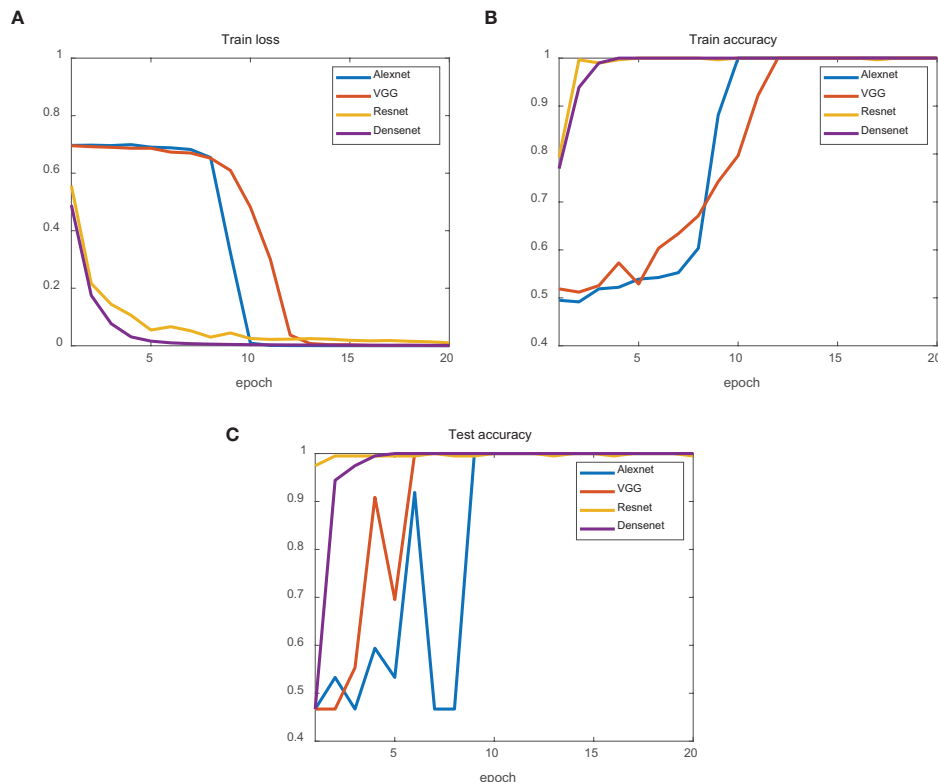 A
Train loss
1
0.8
0.6
0.4
0.2
0
5
10
15
20
epoch
Alexnet
VGG
Resnet
Densenet
B
Train accuracy
1
0.9
0.8
0.7
0.6
0.5
0.4
5
10
15
20
epoch
Alexnet
VGG
Resnet
Densenet
C
Test accuracy
1
0.9
0.8
0.7
0.6
0.5
0.4
5
10
15
20
epoch
Alexnet
VGG
Resnet
Densenet